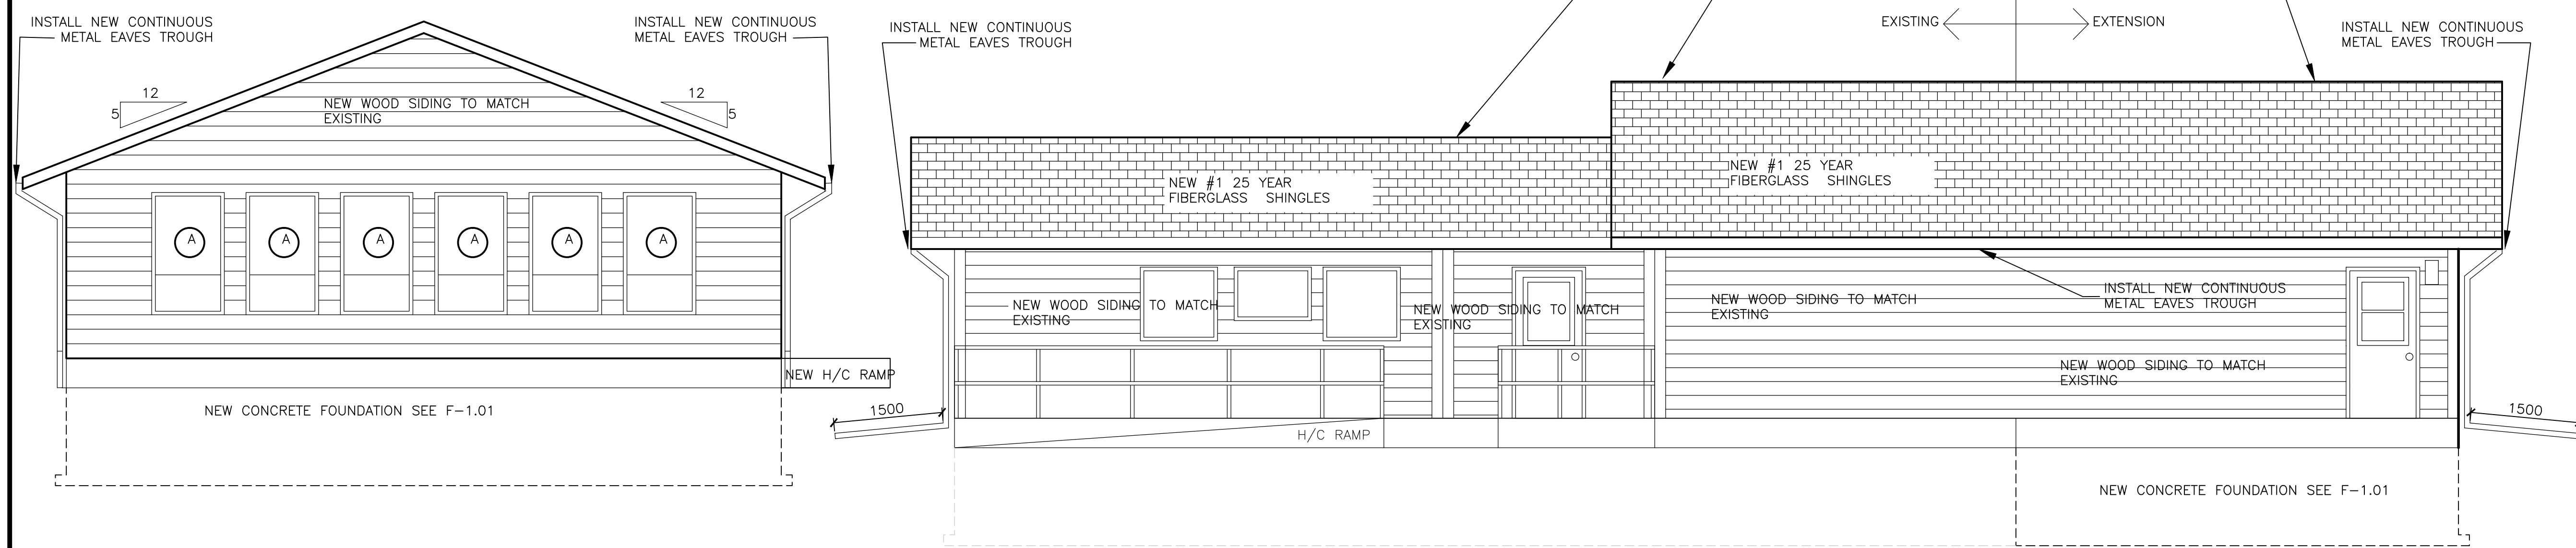 INSTALL NEW CONTINUOUS
METAL EAVES TROUGH
INSTALL NEW CONTINUOUS
METAL EAVES TROUGH
12
5
12
5
NEW WOOD SIDING TO MATCH
EXISTING
A
A
A
A
A
A
NEW H/C RAMP
NEW CONCRETE FOUNDATION SEE F-1.01
INSTALL NEW CONTINUOUS
METAL EAVES TROUGH
EXISTING
EXTENSION
INSTALL NEW CONTINUOUS
METAL EAVES TROUGH
NEW #1 25 YEAR
FIBERGLASS SHINGLES
NEW #1 25 YEAR
FIBERGLASS SHINGLES
NEW WOOD SIDING TO MATCH
EXISTING
NEW WOOD SIDING TO MATCH
EXISTING
NEW WOOD SIDING TO MATCH
EXISTING
INSTALL NEW CONTINUOUS
METAL EAVES TROUGH
NEW WOOD SIDING TO MATCH
EXISTING
1500
H/C RAMP
1500
NEW CONCRETE FOUNDATION SEE F-1.01